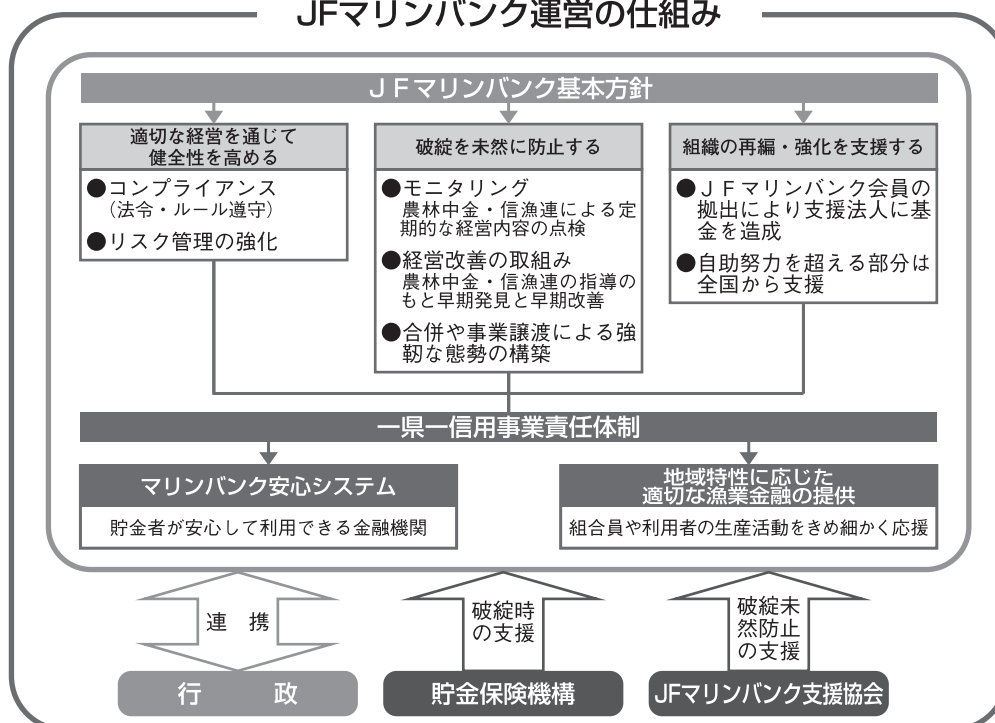 JFマリンバンク運営の仕組み
ＪＦマリンバンク基本方針
適切な経営を通じて
健全性を高める
●コンプライアンス
（法令・ルール遵守）
●リスク管理の強化
破綻を未然に防止する
●モニタリング
農林中金・信漁連による定
期的な経営内容の点検
●経営改善の取組み
農林中金・信漁連の指導の
もと早期発見と早期改善
●合併や事業譲渡による強
靭な態勢の構築
組織の再編・強化を支援する
●ＪＦマリンバンク会員の
拠出により支援法人に基
金を造成
●自助努力を超える部分は
全国から支援
一県一信用事業責任体制
マリンバンク安心システム
貯金者が安心して利用できる金融機関
地域特性に応じた
適切な漁業金融の提供
組合員や利用者の生産活動をきめ細かく応援
連　携
破綻時
の支援
破綻未
然防止
の支援
行　政
貯金保険機構
JFマリンバンク支援協会